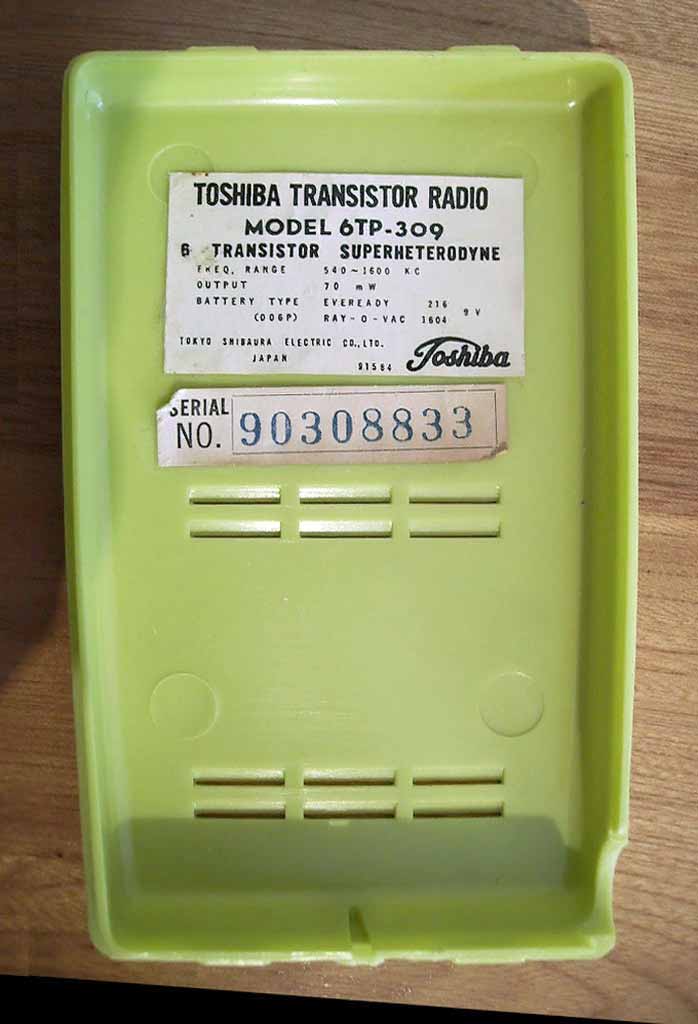 TOSHIBA TRANSISTOR RADIO
MODEL 6TP-309
6 TRANSISTOR SUPERHETERODYNE
FREQ. RANGE 540~1600 KC
OUTPUT 70 mW
BATTERY TYPE EVEREADY 216
(006P) RAY-O-VAC 1604 9V
TOKYO SHIBAURA ELECTRIC CO., LTD.
JAPAN 91584 Toshiba
SERIAL
NO. 90308833